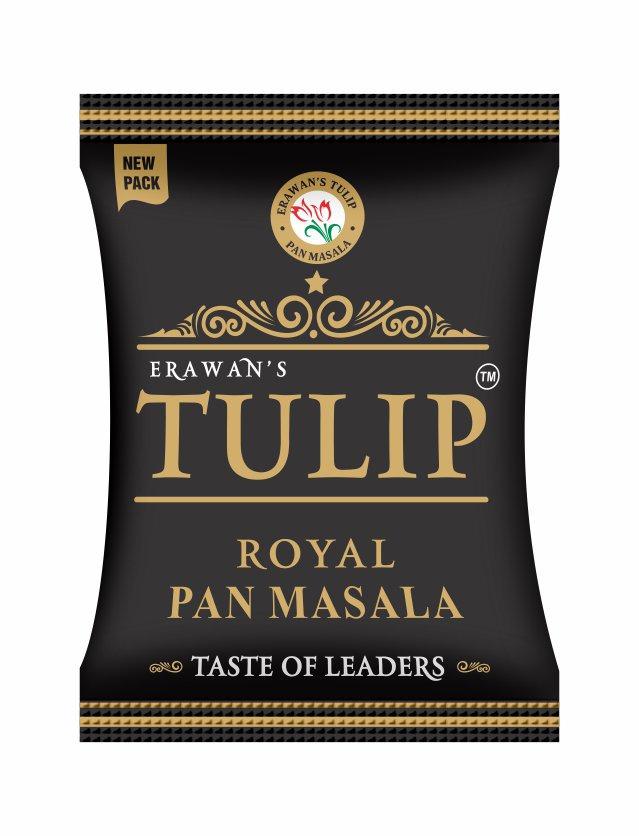 NEW
PACK
ERAWAN'S TULIP
• PAN MASALA •
ERAWAN'S
TULIP TM
ROYAL
PAN MASALA
TASTE OF LEADERS